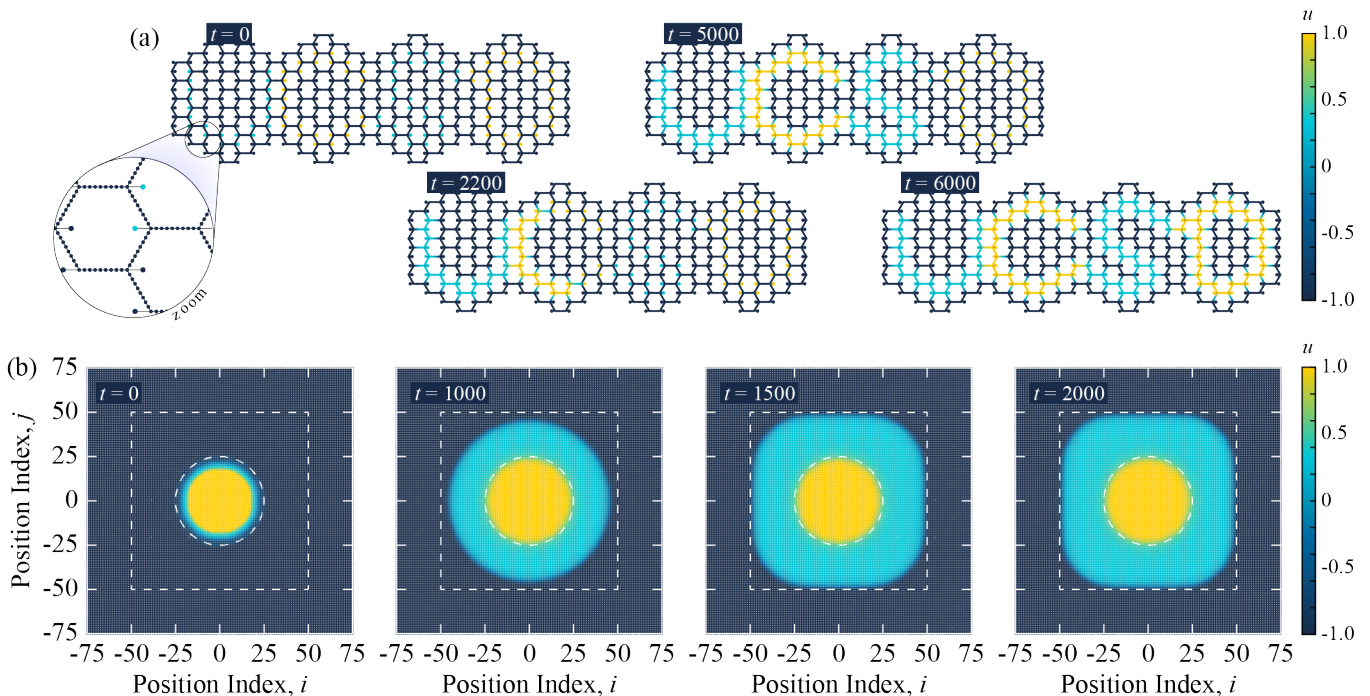 (a)
t = 0
t = 5000
u
1.0
0.5
0
-0.5
-1.0
t = 2200
t = 6000
zoom
(b)
Position Index, j
75
50
25
0
-25
-50
-75
t = 0
t = 1000
t = 1500
t = 2000
u
1.0
0.5
0
-0.5
-1.0
-75 -50 -25 0 25 50 75
-75 -50 -25 0 25 50 75
-75 -50 -25 0 25 50 75
-75 -50 -25 0 25 50 75
Position Index, i
Position Index, i
Position Index, i
Position Index, i